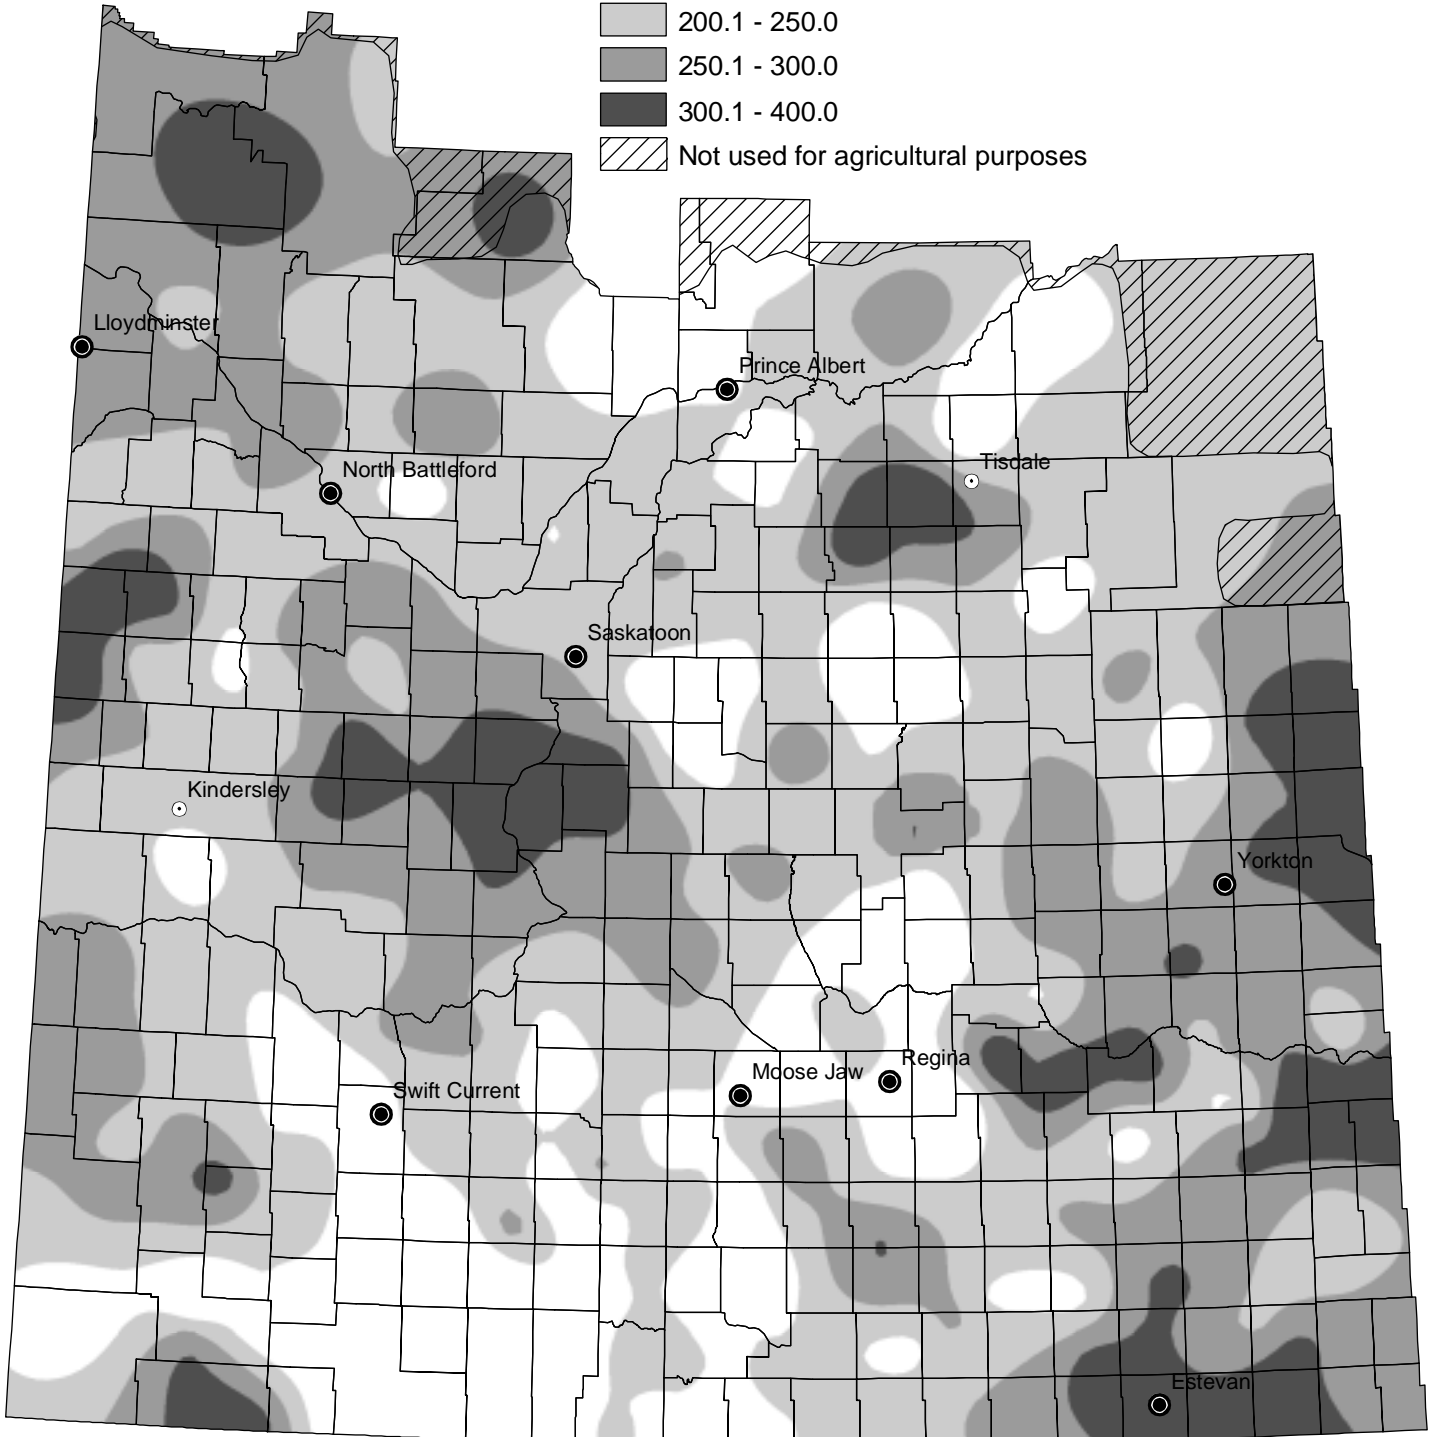 200.1 - 250.0
250.1 - 300.0
300.1 - 400.0
Not used for agricultural purposes
Lloydminster
Prince Albert
Tisdale
North Battleford
Saskatoon
Kindersley
Yorkton
Regina
Moose Jaw
Swift Current
Estevan